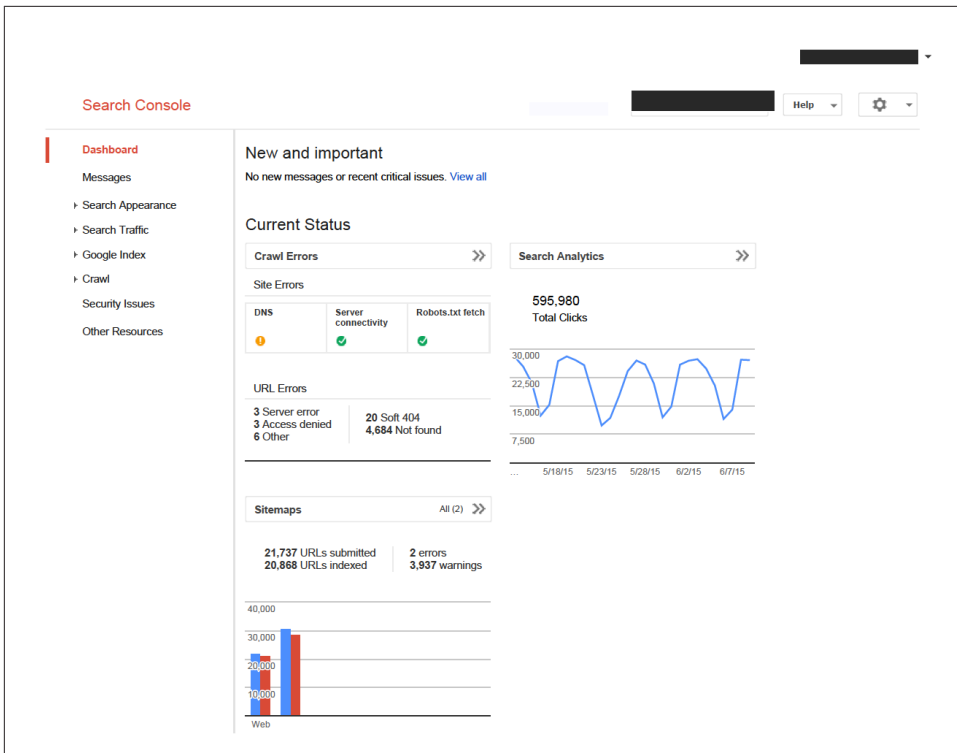 Search Console
Help
Dashboard
Messages
Search Appearance
Search Traffic
Google Index
Crawl
Security Issues
Other Resources
New and important
No new messages or recent critical issues. View all
Current Status
Crawl Errors
Site Errors
DNS
Server
connectivity
Robots.txt fetch
URL Errors
3 Server error
3 Access denied
6 Other
20 Soft 404
4,684 Not found
Search Analytics
595,980
Total Clicks
30,000
22,500
15,000
7,500
... 5/18/15 5/23/15 5/28/15 6/2/15 6/7/15
Sitemaps
All (2)
21,737 URLs submitted
20,868 URLs indexed
2 errors
3,937 warnings
40,000
30,000
20,000
10,000
Web